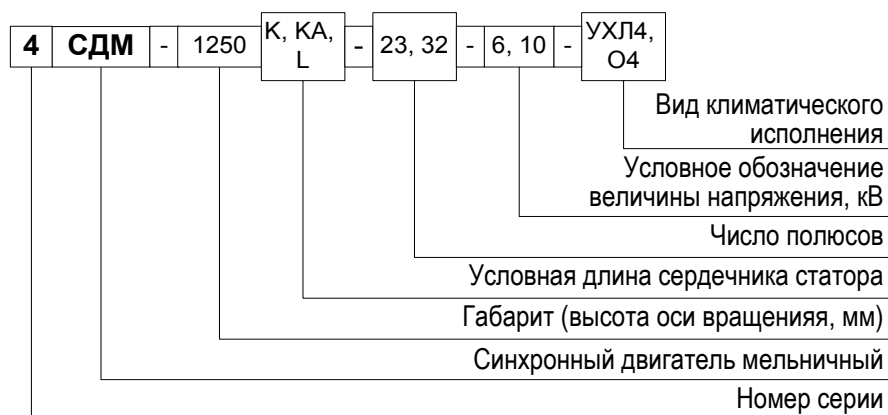 4 СДМ - 1250 К, КА, L - 23, 32 - 6, 10 - УХЛ4, О4
Вид климатического
исполнения
Условное обозначение
величины напряжения, кВ
Число полюсов
Условная длина сердечника статора
Габарит (высота оси вращенияя, мм)
Синхронный двигатель мельничный
Номер серии